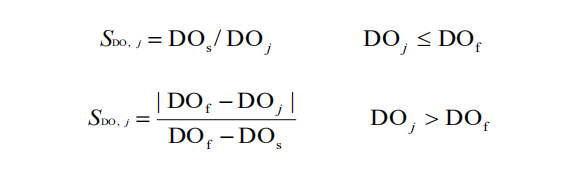 S_{DO, j} = DO_s / DO_j    DO_j ≤ DO_f
S_{DO, j} = | DO_f − DO_j | / DO_f − DO_s    DO_j > DO_f